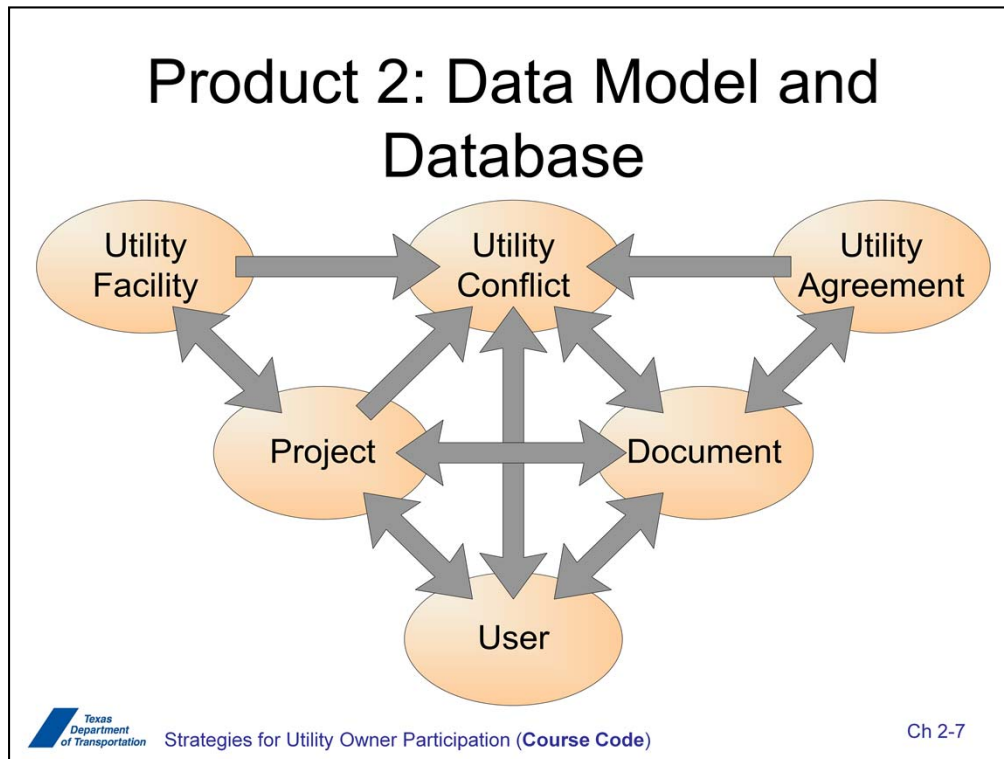 Product 2: Data Model and
Database
Utility
Facility
Utility
Conflict
Utility
Agreement
Project
Document
User
Texas
Department
of Transportation
Strategies for Utility Owner Participation (Course Code)
Ch 2-7